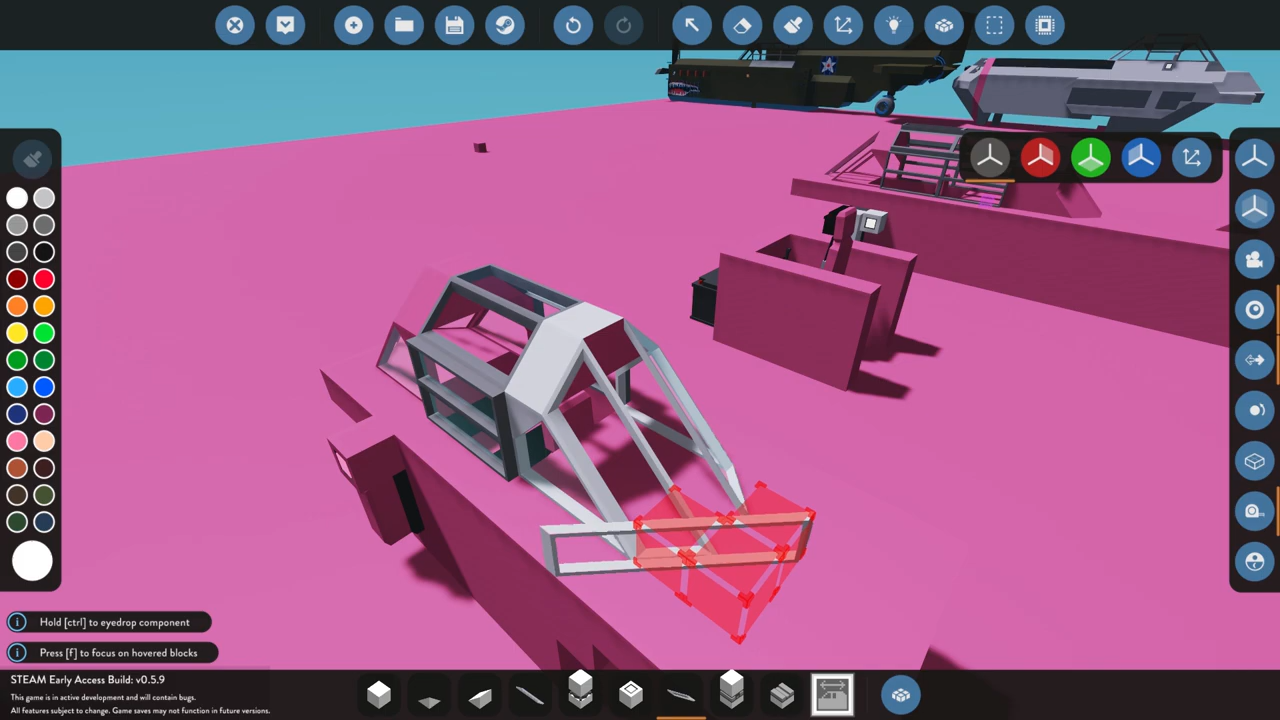 Hold [ctrl] to eyedrop component
Press [f] to focus on hovered blocks
STEAM Early Access Build: v0.5.9
This game is in active development and will contain bugs.
All features subject to change. Game saves may not function in future versions.